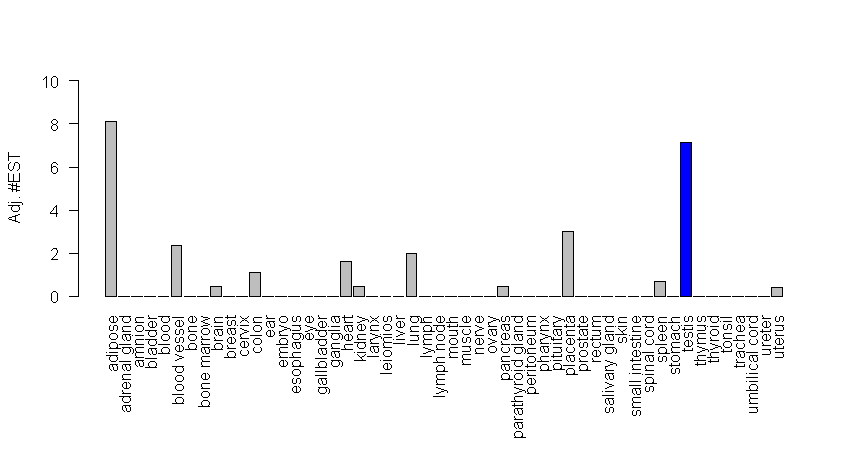 10
8
6
4
2
0
Adj. #EST
adipose
adrenal gland
amnion
bladder
blood
blood vessel
bone
bone marrow
brain
breast
cervix
colon
ear
embryo
esophagus
eye
gallbladder
ganglia
heart
kidney
larynx
leiomios
liver
lung
lymph
lymph node
mouth
muscle
nerve
ovary
pancreas
parathyroid gland
peritoneum
pharynx
pituitary
placenta
prostate
rectum
salivary gland
skin
small intestine
spinal cord
spleen
stomach
testis
thymus
thyroid
tonsil
trachea
umbilical cord
ureter
uterus